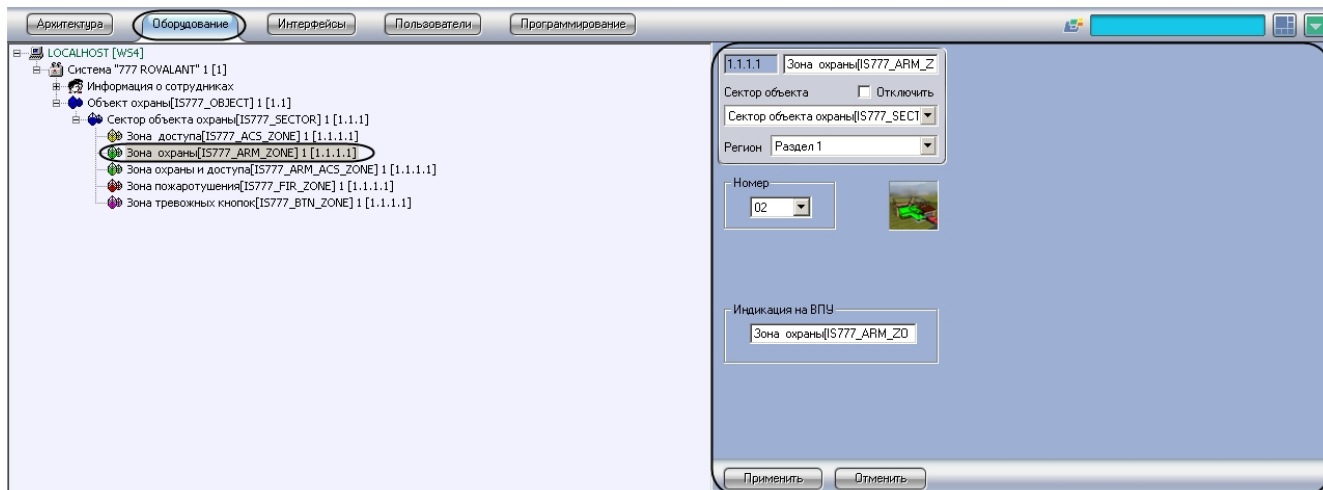 Архитектура Оборудование Интерфейсы Пользователи Программирование
LOCALHOST [WS4]
Система "777 ROVALANT" 1 [1]
Информация о сотрудниках
Объект охраны[IS777_OBJECT] 1 [1.1]
Сектор объекта охраны[IS777_SECTOR] 1 [1.1.1]
Зона доступа[IS777_ACS_ZONE] 1 [1.1.1.1]
Зона охраны[IS777_ARM_ZONE] 1 [1.1.1.1]
Зона охраны и доступа[IS777_ARM_ACS_ZONE] 1 [1.1.1.1]
Зона пожаротушения[IS777_FIR_ZONE] 1 [1.1.1.1]
Зона тревожных кнопок[IS777_BTN_ZONE] 1 [1.1.1.1]
1.1.1.1 Зона охраны[IS777_ARM_Z
Сектор объекта Отключить
Сектор объекта охраны[IS777_SECT
Регион Раздел 1
Номер
02
Индикация на ВПУ
Зона охраны[IS777_ARM_ZO
Применить Отменить